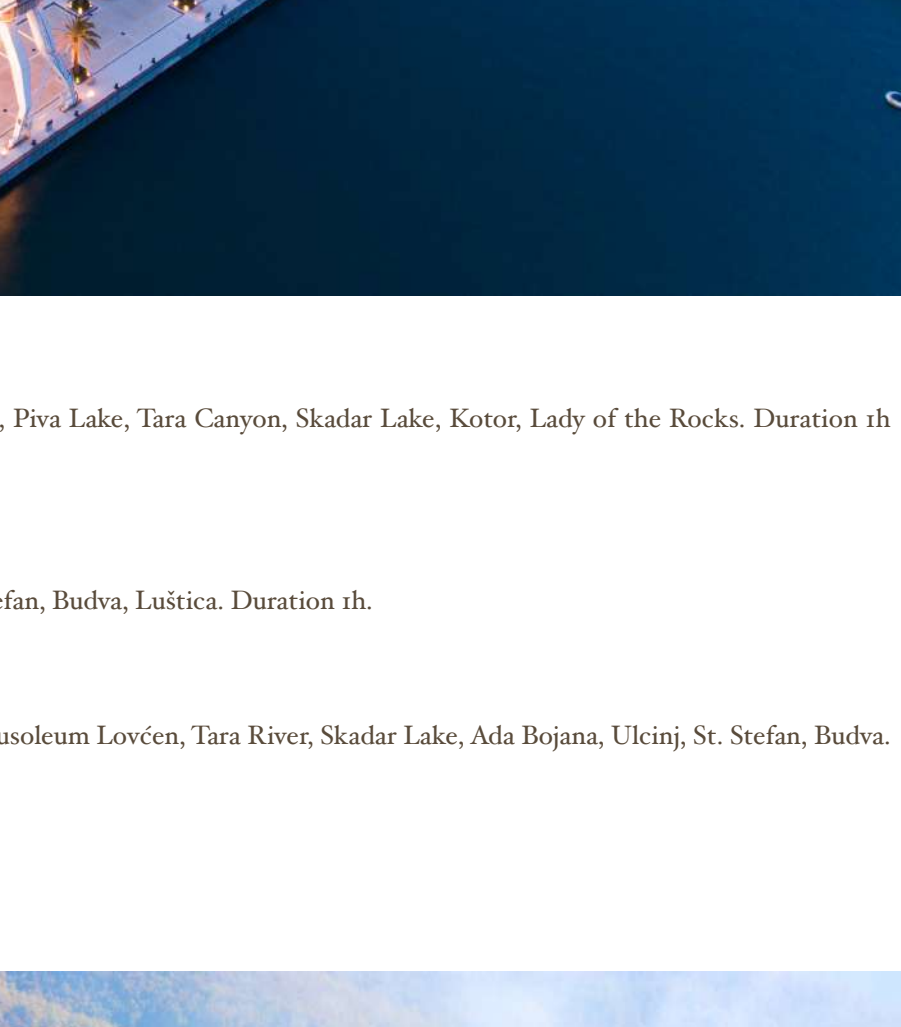 , Piva Lake, Tara Canyon, Skadar Lake, Kotor, Lady of the Rocks. Duration 1h
efan, Budva, Luštica. Duration 1h.
usoleum Lovćen, Tara River, Skadar Lake, Ada Bojana, Ulcinj, St. Stefan, Budva.